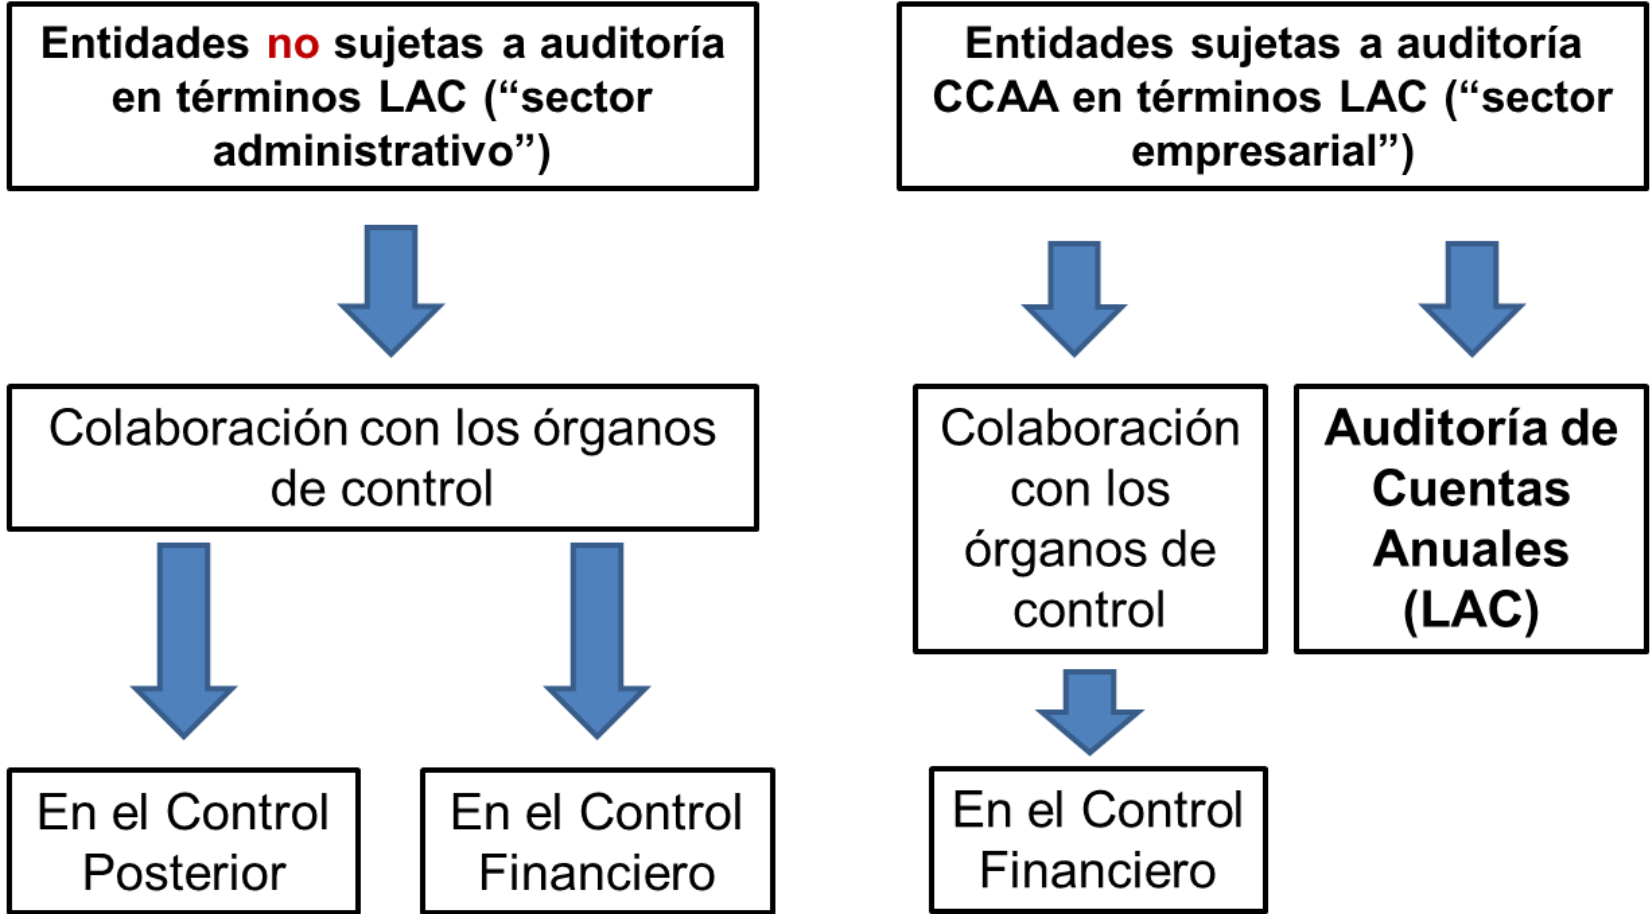 Entidades no sujetas a auditoría
en términos LAC (“sector
administrativo”)
Entidades sujetas a auditoría
CCAA en términos LAC (“sector
empresarial”)
Colaboración con los órganos
de control
Colaboración
con los
órganos de
control
Auditoría de
Cuentas
Anuales
(LAC)
En el Control
Posterior
En el Control
Financiero
En el Control
Financiero